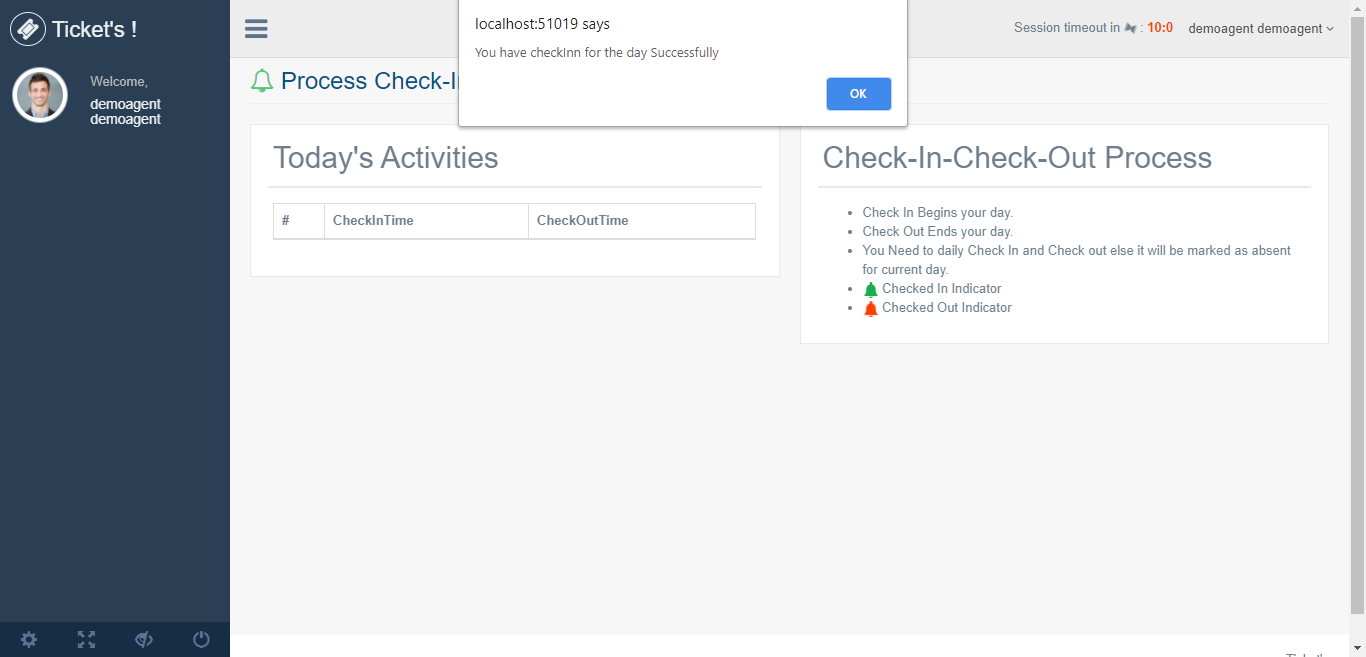 Ticket's !
Welcome,
demoagent
demoagent
localhost:51019 says
You have checkInn for the day Successfully
OK
Session timeout in : 10:0
demoagent demoagent
Process Check-I
Today's Activities
# CheckInTime CheckOutTime
Check-In-Check-Out Process
Check In Begins your day.
Check Out Ends your day.
You Need to daily Check In and Check out else it will be marked as absent
for current day.
Checked In Indicator
Checked Out Indicator